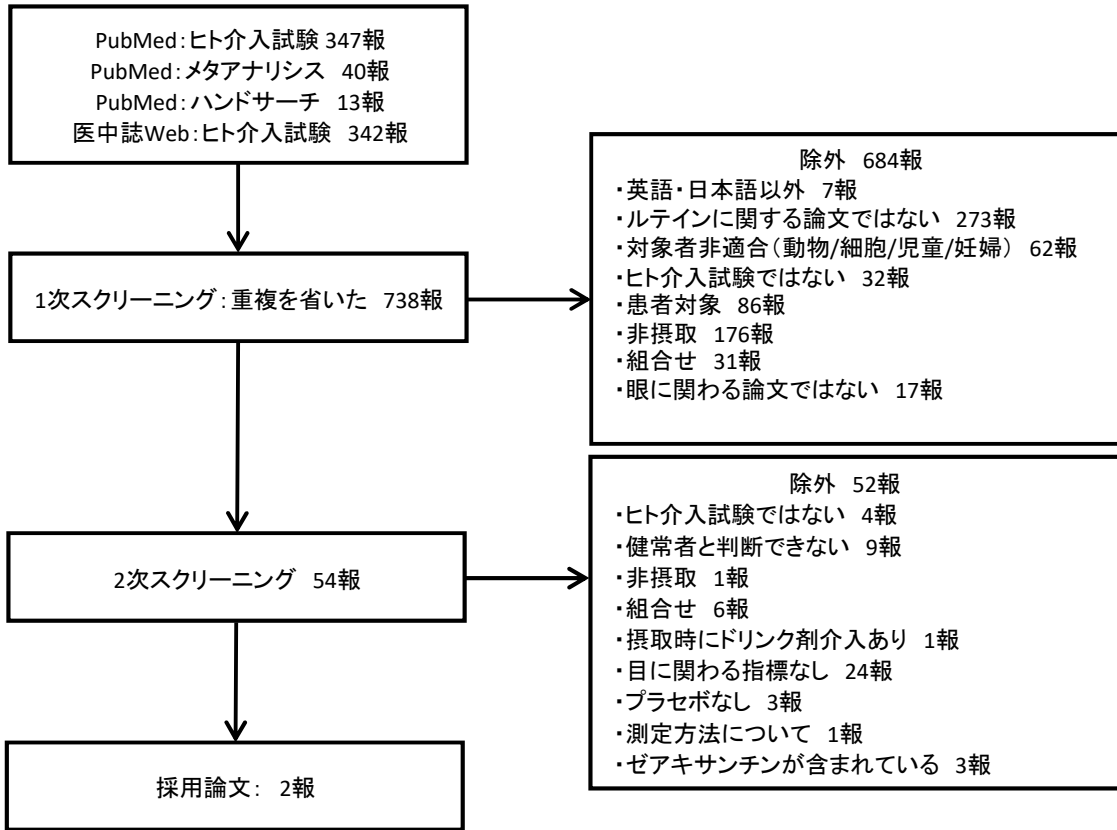 PubMed：ヒト介入試験 347報
PubMed：メタアナリシス 40報
PubMed：ハンドサーチ 13報
医中誌Web：ヒト介入試験 342報
除外 684報
・英語・日本語以外 7報
・ルテインに関する論文ではない 273報
・対象者非適合（動物/細胞/児童/妊婦） 62報
・ヒト介入試験ではない 32報
・患者対象 86報
・非摂取 176報
・組合せ 31報
・眼に関わる論文ではない 17報
1次スクリーニング：重複を省いた 738報
除外 52報
・ヒト介入試験ではない 4報
・健常者と判断できない 9報
・非摂取 1報
・組合せ 6報
・摂取時にドリンク剤介入あり 1報
・目に関わる指標なし 24報
・プラセボなし 3報
・測定方法について 1報
・ゼアキサンチンが含まれている 3報
2次スクリーニング 54報
採用論文： 2報